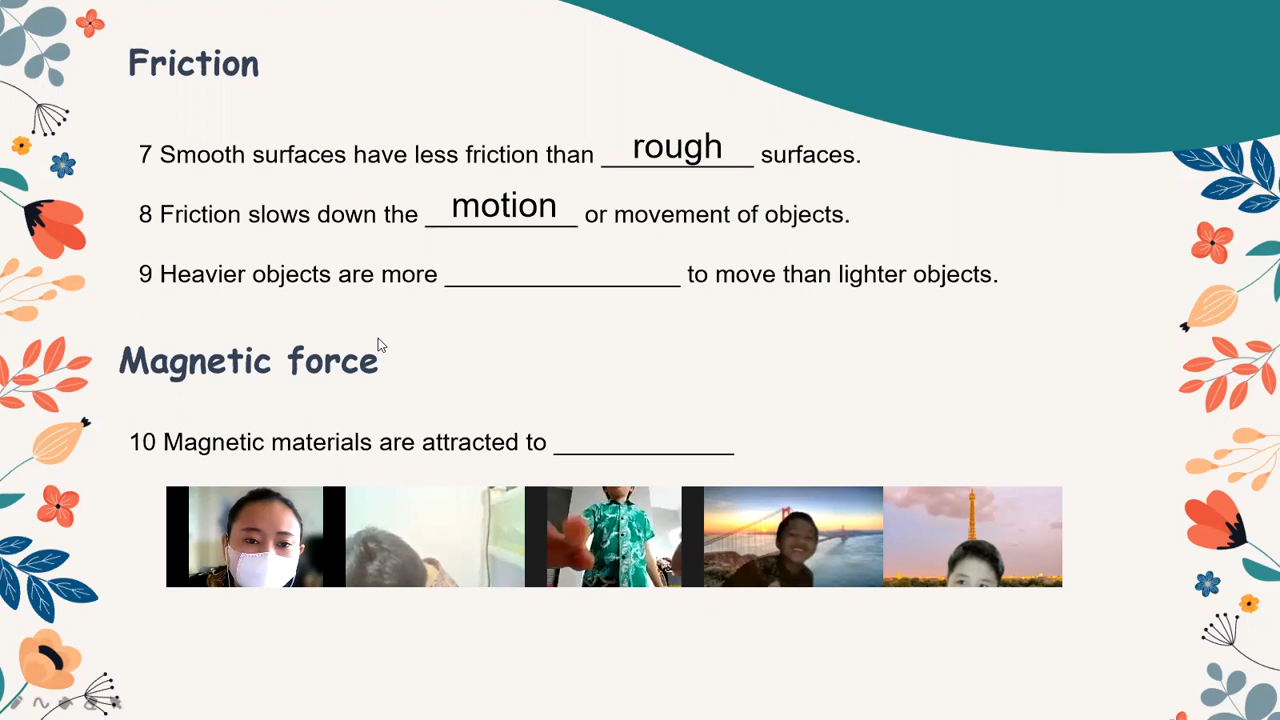 Friction
7 Smooth surfaces have less friction than rough surfaces.
8 Friction slows down the motion or movement of objects.
9 Heavier objects are more _________________ to move than lighter objects.
Magnetic force
10 Magnetic materials are attracted to _____________